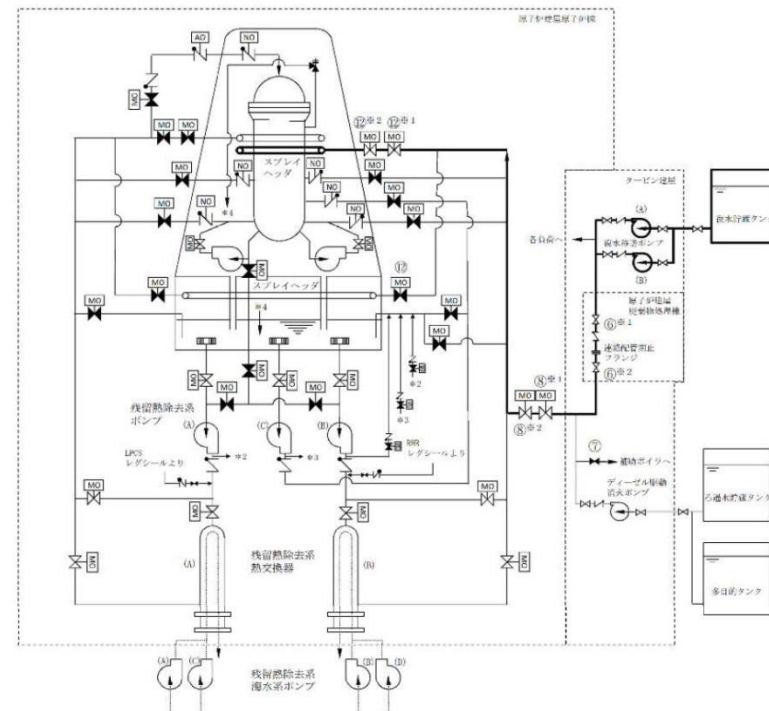 原子炉建屋原子炉棟
AO
NO
MO
MO
MO
⑫※2
⑫※1
MO
MO
スプレイ
ヘッダ
タービン建屋
MO
NO
NO
MO
NO
※4
(A)
復水移送ポンプ
復水貯蔵タンク
各負荷へ
(B)
MO
NO
NO
MO
MO
⑫
MO
スプレイヘッダ
MO
原子炉建屋
廃棄物処理棟
⑥※1
MO
※4
MO
MO
連絡配管閉止
フランジ
⑥※2
⑧※1
MO
MO
⑧※2
MO
MO
MO
※2
MO
MO
※3
残留熱除去系
ポンプ
(A)
(C)
(B)
RHR
レグシールより
※2
※3
LPCS
レグシールより
⑦
補助ボイラへ
ディーゼル駆動
消火ポンプ
ろ過水貯蔵タンク
MO
MO
MO
MO
MO
MO
(A)
残留熱除去系
熱交換器
(B)
多目的タンク
(A)
(C)
残留熱除去系
海水系ポンプ
(B)
(D)